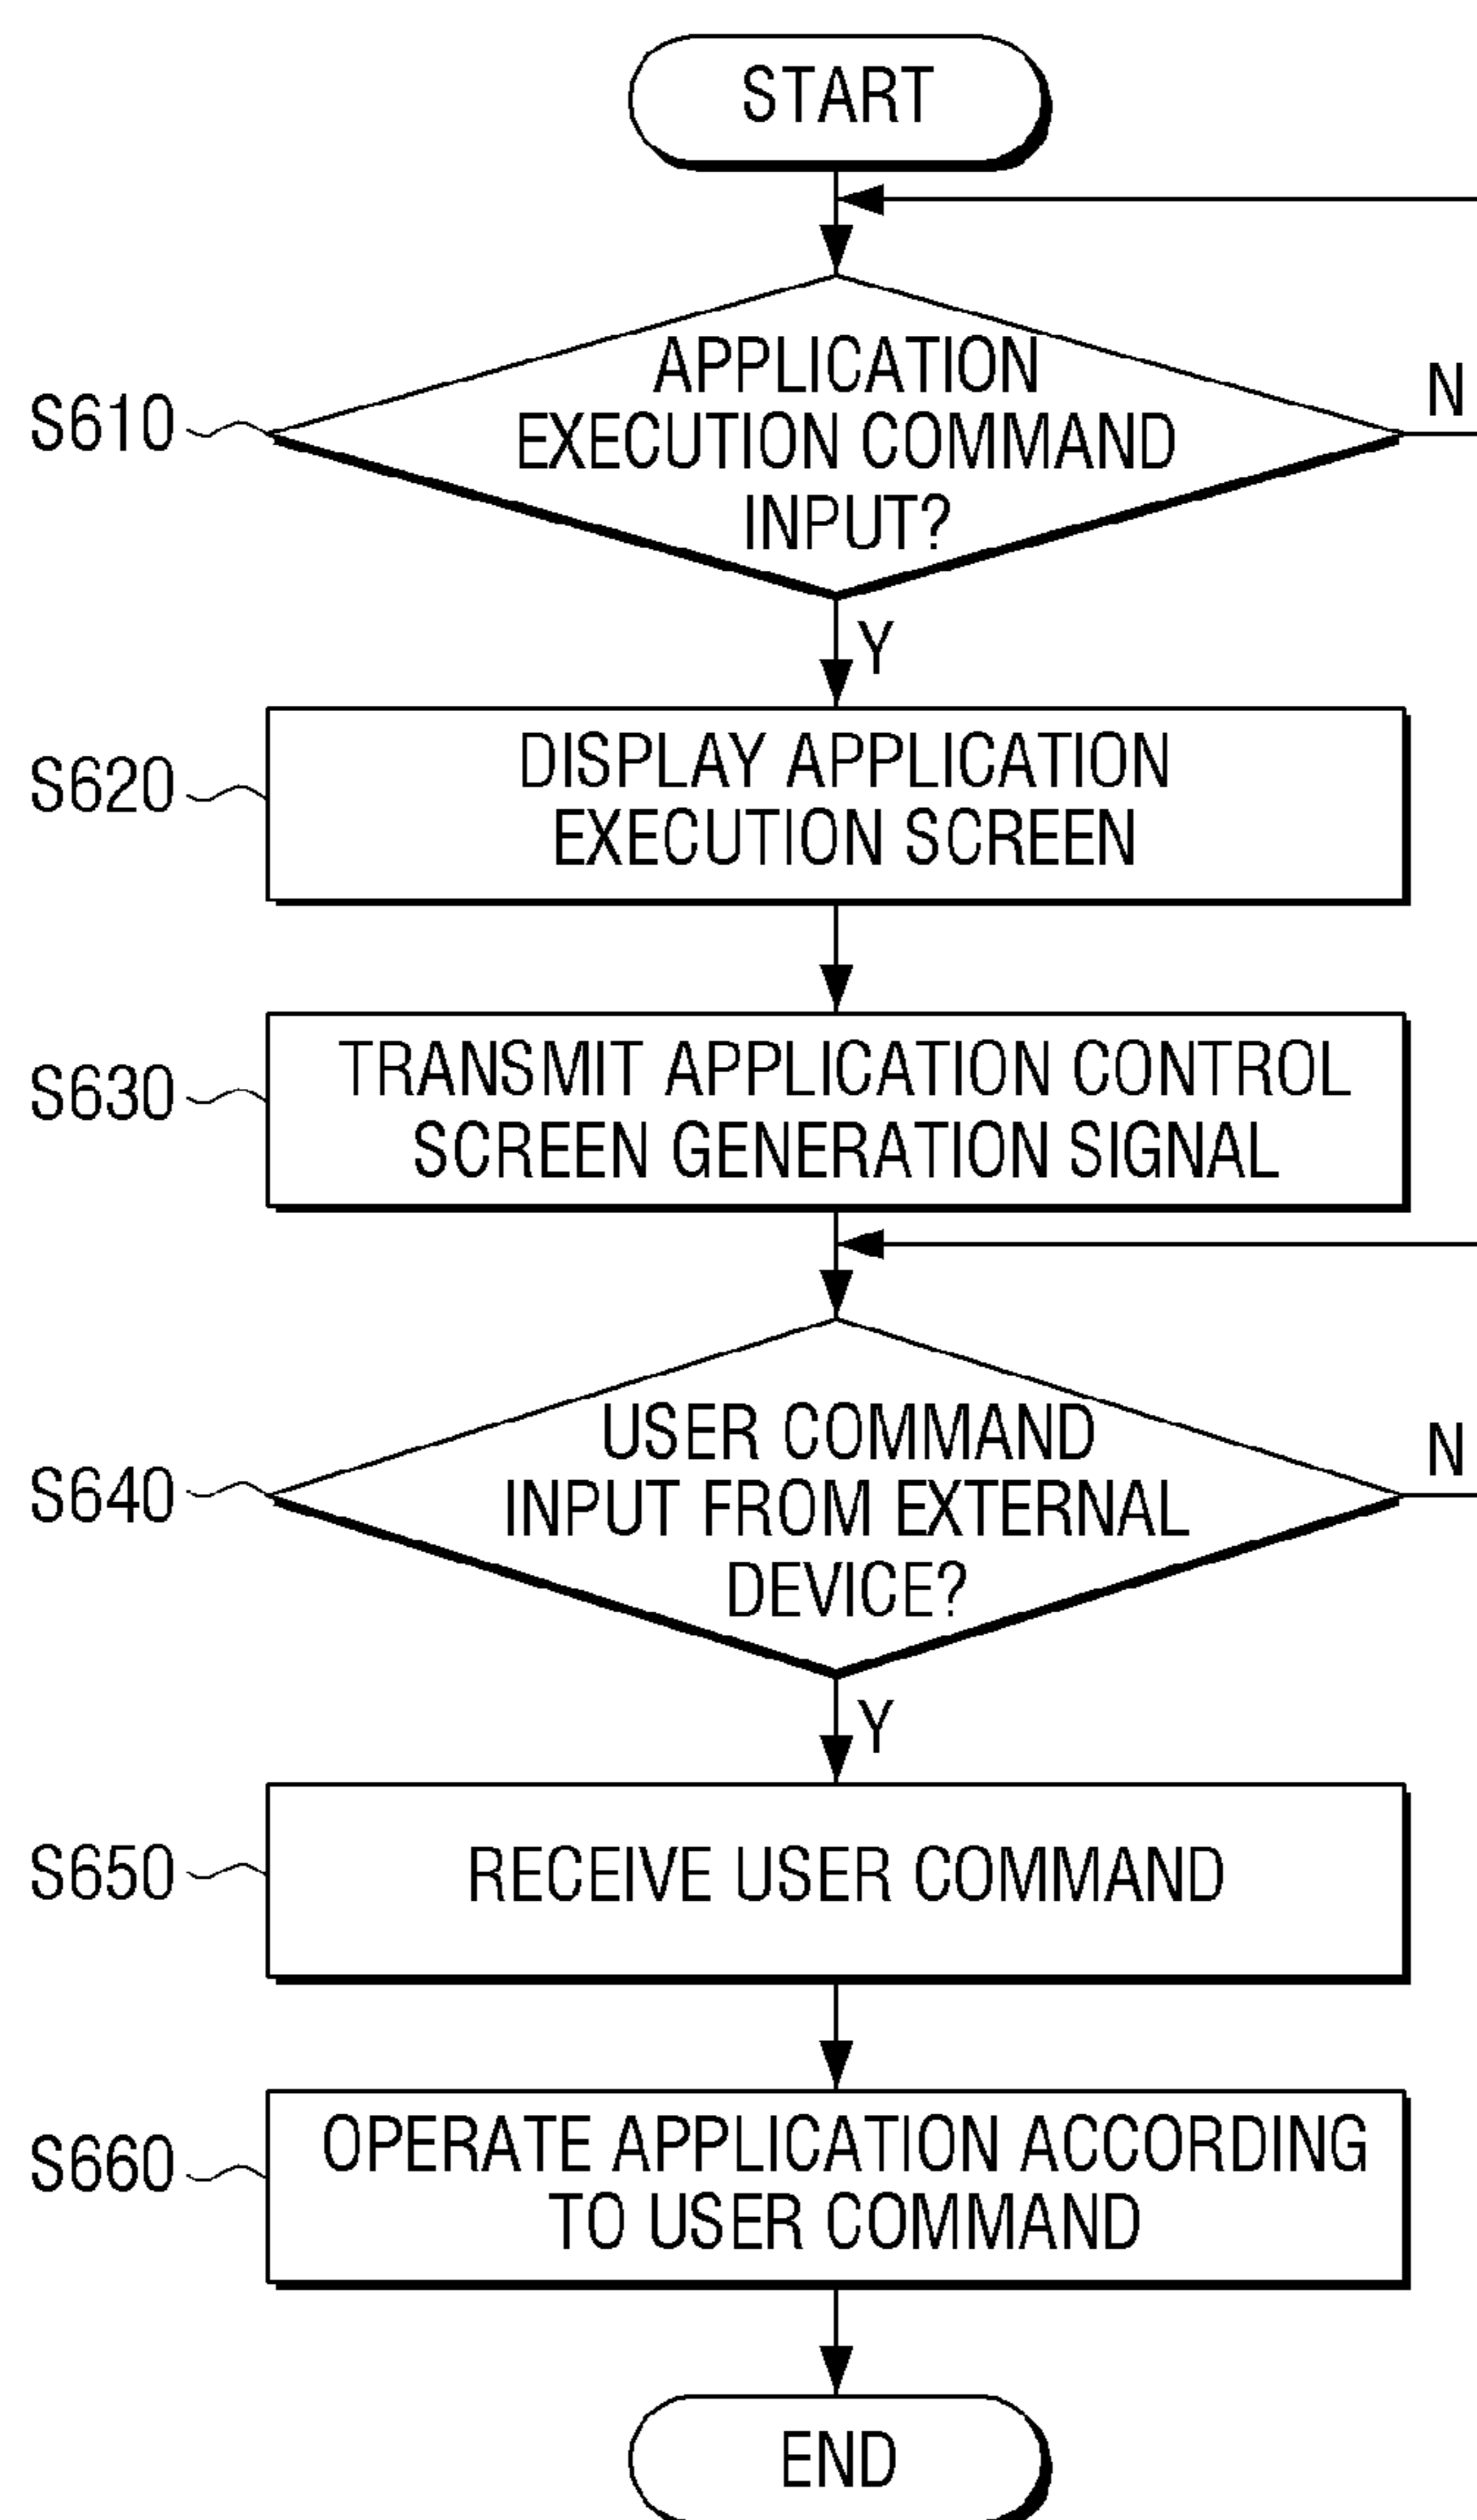 START
APPLICATION
EXECUTION COMMAND
INPUT?
N
S610
Y
DISPLAY APPLICATION
EXECUTION SCREEN
S620
TRANSMIT APPLICATION CONTROL
SCREEN GENERATION SIGNAL
S630
USER COMMAND
INPUT FROM EXTERNAL
DEVICE?
N
S640
Y
RECEIVE USER COMMAND
S650
OPERATE APPLICATION ACCORDING
TO USER COMMAND
S660
END